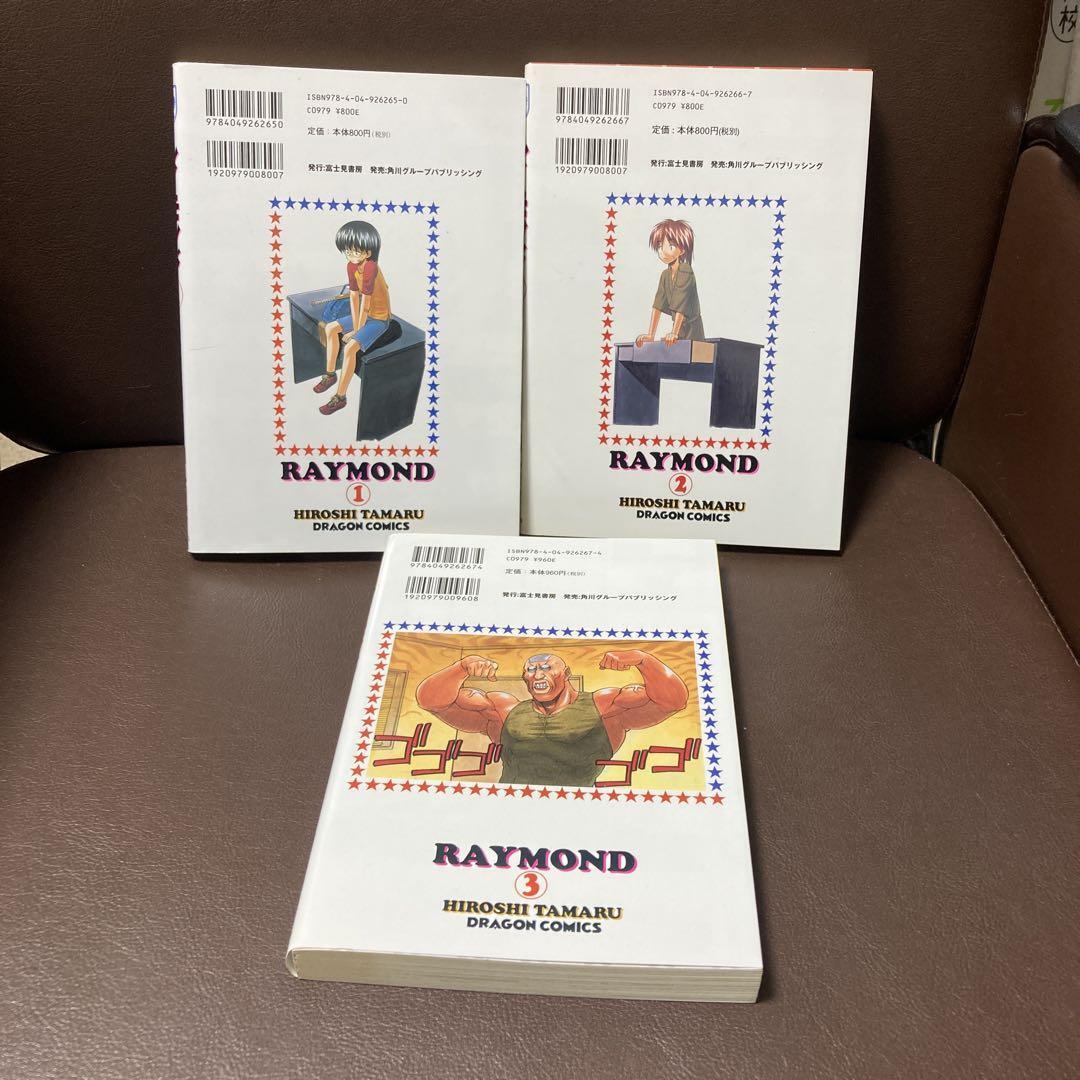 ISBN978-4-04-926265-0
C0979 ¥800E
9784049262650
定価：本体800円(税別)
1920979008007
発行:富士見書房 発売:角川グループパブリッシング
RAYMOND
1
HIROSHI TAMARU
DRAGON COMICS
ISBN978-4-04-926266-7
C0979 ¥800E
9784049262667
定価：本体800円(税別)
1920979008007
発行:富士見書房 発売:角川グループパブリッシング
RAYMOND
2
HIROSHI TAMARU
DRAGON COMICS
ISBN978-4-04-926267-4
C0979 ¥960E
9784049262674
定価：本体960円(税別)
1920979009608
発行:富士見書房 発売:角川グループパブリッシング
ゴゴゴ ゴゴ
RAYMOND
3
HIROSHI TAMARU
DRAGON COMICS